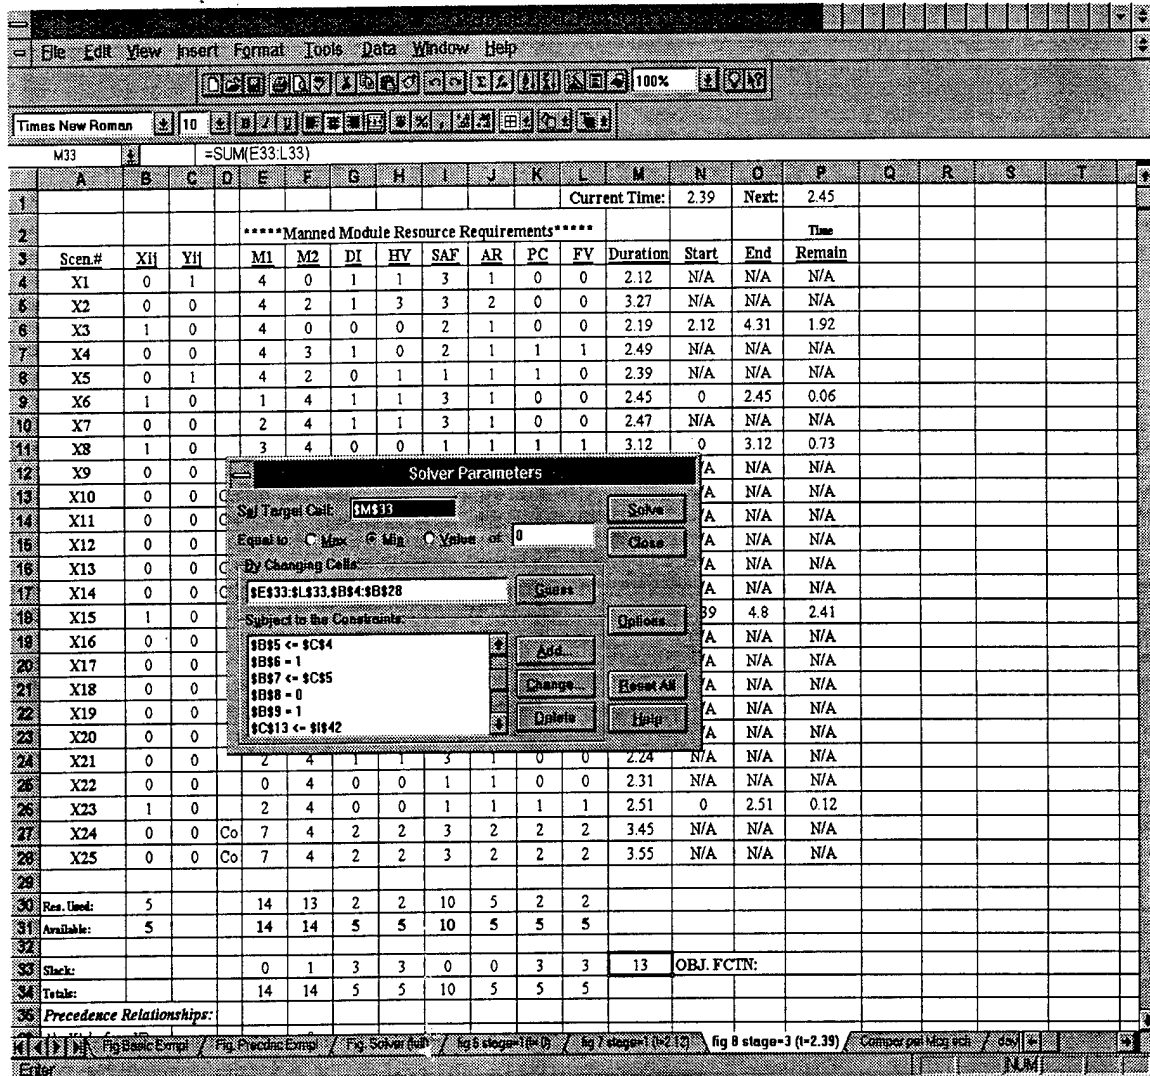 File Edit View Insert Format Tools Data Window Help
100%
Times New Roman 10
M33 =SUM(E33:L33)
A B C D E F G H I J K L M N O P Q R S T
1 Current Time: 2.39 Next: 2.45
2 *****Manned Module Resource Requirements***** Time
3 Scen.# Xij Yij M1 M2 DI HV SAF AR PC FV Duration Start End Remain
4 X1 0 1 4 0 1 1 3 1 0 0 2.12 N/A N/A N/A
5 X2 0 0 4 2 1 3 3 2 0 0 3.27 N/A N/A N/A
6 X3 1 0 4 0 0 0 2 1 0 0 2.19 2.12 4.31 1.92
7 X4 0 0 4 3 1 0 2 1 1 1 2.49 N/A N/A N/A
8 X5 0 1 4 2 0 1 1 1 1 0 2.39 N/A N/A N/A
9 X6 1 0 1 4 1 1 3 1 0 0 2.45 0 2.45 0.06
10 X7 0 0 2 4 1 1 3 1 0 0 2.47 N/A N/A N/A
11 X8 1 0 3 4 0 0 1 1 1 1 3.12 0 3.12 0.73
12 X9 0 0 /A N/A N/A
13 X10 0 0 /A N/A N/A
14 X11 0 0 /A N/A N/A
15 X12 0 0 /A N/A N/A
16 X13 0 0 /A N/A N/A
17 X14 0 0 /A N/A N/A
18 X15 1 0 39 4.8 2.41
19 X16 0 0 /A N/A N/A
20 X17 0 0 /A N/A N/A
21 X18 0 0 /A N/A N/A
22 X19 0 0 /A N/A N/A
23 X20 0 0 /A N/A N/A
24 X21 0 0 2 4 1 1 3 1 0 0 2.24 N/A N/A N/A
25 X22 0 0 0 4 0 0 1 1 0 0 2.31 N/A N/A N/A
26 X23 1 0 2 4 0 0 1 1 1 1 2.51 0 2.51 0.12
27 X24 0 0 Co 7 4 2 2 3 2 2 2 3.45 N/A N/A N/A
28 X25 0 0 Co 7 4 2 2 3 2 2 2 3.55 N/A N/A N/A
29
30 Res. Used: 5 14 13 2 2 10 5 2 2
31 Available: 5 14 14 5 5 10 5 5 5
32
33 Slack: 0 1 3 3 0 0 3 3 13 OBJ. FCTN:
34 Totals: 14 14 5 5 10 5 5 5
35 Precedence Relationships:
Solver Parameters
Set Target Cell: $M$33 Solve
Equal to: Max Min Value of: 0 Close
By Changing Cells:
$E$33:$L$33,$B$4:$B$28 Guess
Subject to the Constraints: Options...
$B$5 <= $C$4 Add...
$B$6 = 1
$B$7 <= $C$5 Change... Reset All
$B$8 = 0
$B$9 = 1 Delete Help
$C$13 <= $I$42
Fig Basic Exmpl Fig. Precdnc Exmpl Fig. Solver (full) fig 6 stage=1(t=0) fig 7 stage=1 (t=2.12) fig 8 stage=3 (t=2.39)
Enter NUM